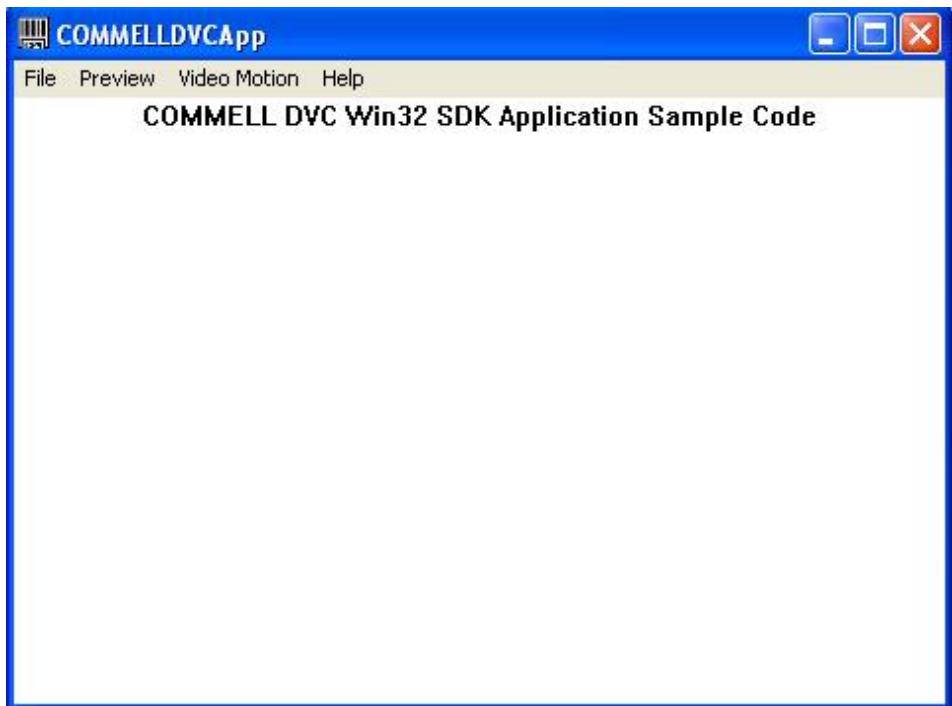 COMMELLDVCApp
File Preview Video Motion Help
COMMELL DVC Win32 SDK Application Sample Code